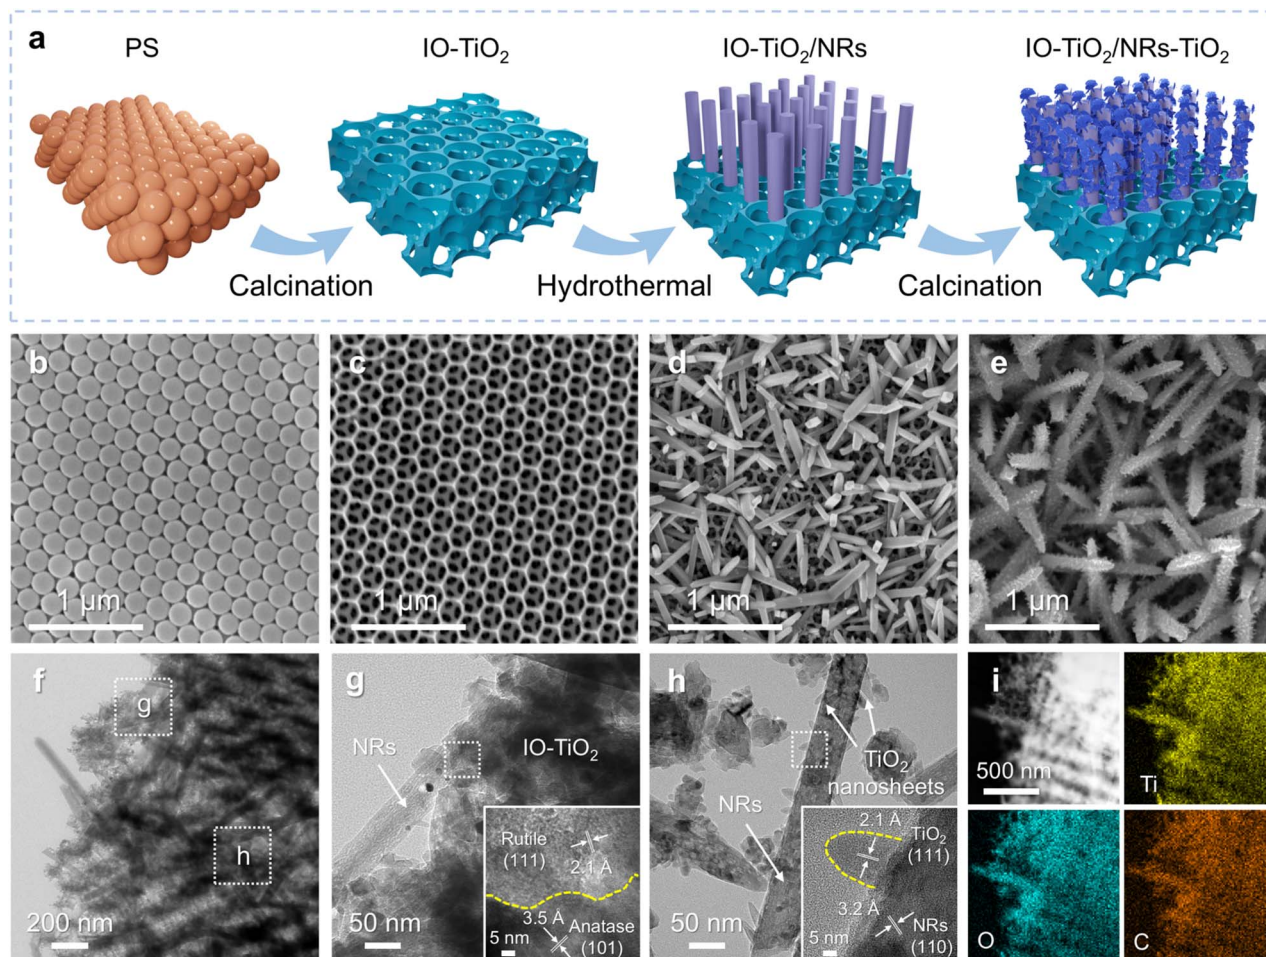 a
PS
IO-TiO₂
IO-TiO₂/NRs
IO-TiO₂/NRs-TiO₂
Calcination
Hydrothermal
Calcination
b
1 μm
c
1 μm
d
1 μm
e
1 μm
f
g
h
200 nm
g
NRs
IO-TiO₂
50 nm
Rutile
(111)
2.1 Å
3.5 Å
Anatase
(101)
5 nm
h
TiO₂
nanosheets
NRs
50 nm
2.1 Å
TiO₂
(111)
3.2 Å
NRs
(110)
5 nm
i
500 nm
Ti
O
C